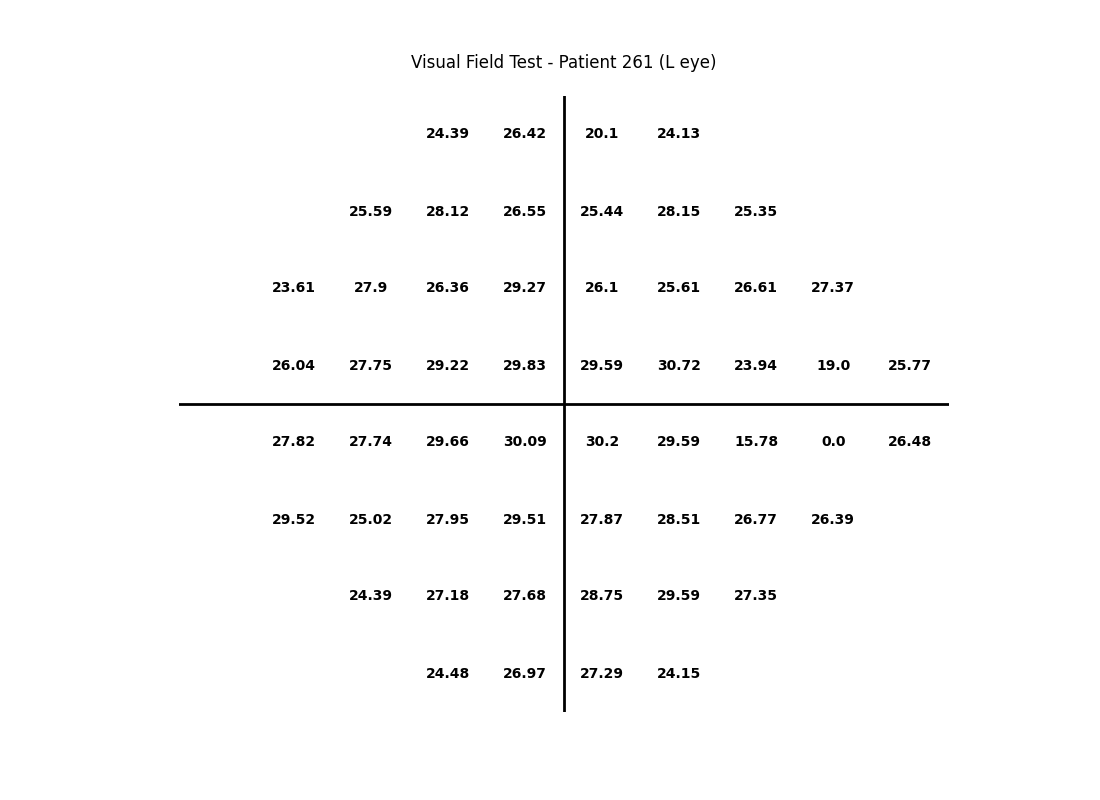 Visual Field Test - Patient 261 (L eye)
24.39 26.42 20.1 24.13
25.59 28.12 26.55 25.44 28.15 25.35
23.61 27.9 26.36 29.27 26.1 25.61 26.61 27.37
26.04 27.75 29.22 29.83 29.59 30.72 23.94 19.0 25.77
27.82 27.74 29.66 30.09 30.2 29.59 15.78 0.0 26.48
29.52 25.02 27.95 29.51 27.87 28.51 26.77 26.39
24.39 27.18 27.68 28.75 29.59 27.35
24.48 26.97 27.29 24.15